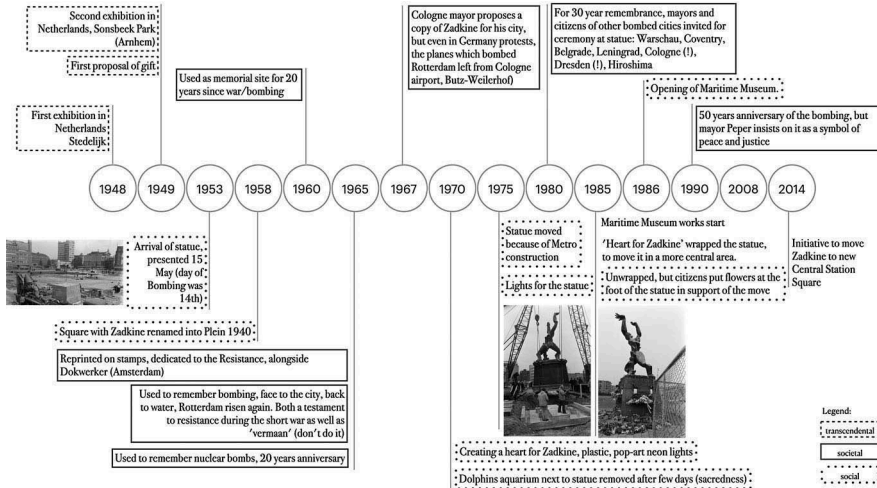 Second exhibition in
Netherlands, Sonsbeek Park
(Arnhem)
First proposal of gift
First exhibition in
Netherlands
Stedelijk
Used as memorial site for 20
years since war/bombing
Cologne mayor proposes a
copy of Zadkine for his city,
but even in Germany protests,
the planes which bombed
Rotterdam left from Cologne
airport, Butz-Weilerhof)
For 30 year remembrance, mayors and
citizens of other bombed cities invited for
ceremony at statue: Warschau, Coventry,
Belgrade, Leningrad, Cologne (!),
Dresden (!), Hiroshima
Opening of Maritime Museum.
50 years anniversary of the bombing, but
mayor Peper insists on it as a symbol of
peace and justice
1948 1949 1953 1958 1960 1965 1967 1970 1975 1980 1985 1986 1990 2008 2014
Arrival of statue,
presented 15
May (day of
Bombing was
14th)
Square with Zadkine renamed into Plein 1940
Reprinted on stamps, dedicated to the Resistance, alongside
Dokwerker (Amsterdam)
Used to remember bombing, face to the city, back
to water, Rotterdam risen again. Both a testament
to resistance during the short war as well as
'vermaan' (don't do it)
Used to remember nuclear bombs, 20 years anniversary
Statue moved
because of Metro
construction
Lights for the statue
Maritime Museum works start
'Heart for Zadkine' wrapped the statue,
to move it in a more central area.
Unwrapped, but citizens put flowers at the
foot of the statue in support of the move
Initiative to move
Zadkine to new
Central Station
Square
Creating a heart for Zadkine, plastic, pop-art neon lights
Dolphins aquarium next to statue removed after few days (sacredness)
Legend:
transcendental
societal
social